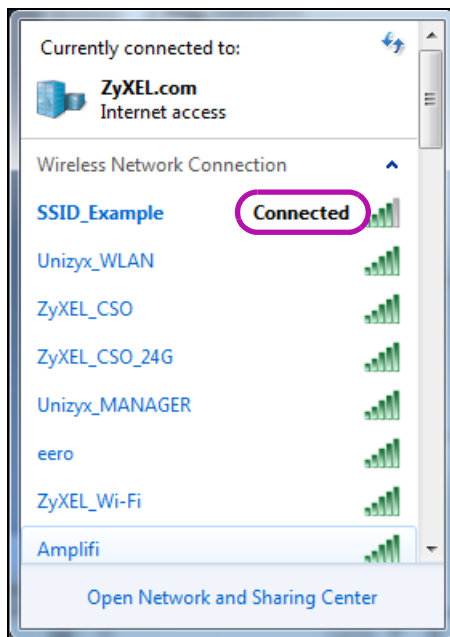 Currently connected to:
ZyXEL.com
Internet access
Wireless Network Connection
SSID_Example Connected
Unizyx_WLAN
ZyXEL_CSO
ZyXEL_CSO_24G
Unizyx_MANAGER
eero
ZyXEL_Wi-Fi
Amplifi
Open Network and Sharing Center